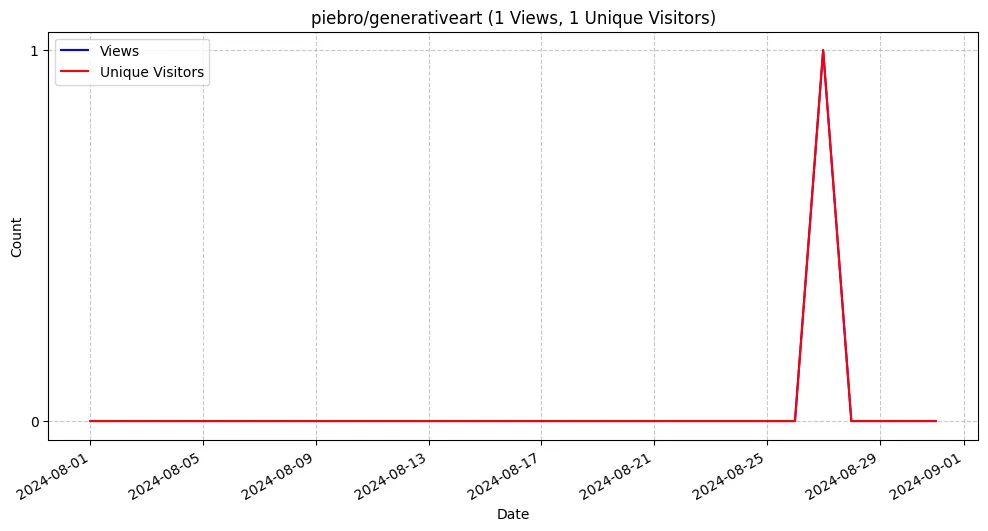 piebro/generativeart (1 Views, 1 Unique Visitors)
Views
Unique Visitors
1
0
Count
2024-08-01
2024-08-05
2024-08-09
2024-08-13
2024-08-17
2024-08-21
2024-08-25
2024-08-29
2024-09-01
Date